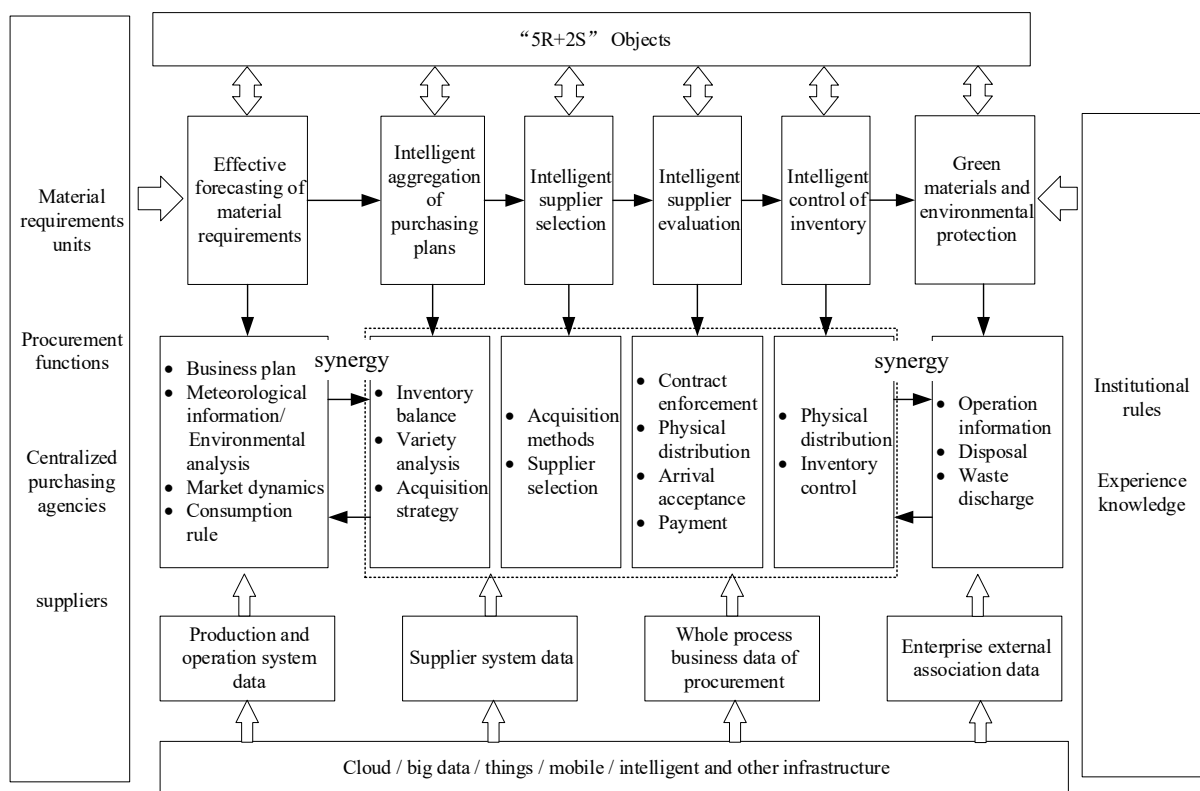 “5R+2S” Objects
Material
requirements
units
Procurement
functions
Centralized
purchasing
agencies
suppliers
Effective
forecasting of
material
requirements
Intelligent
aggregation
of
purchasing
plans
Intelligent
supplier
selection
Intelligent
supplier
evaluation
Intelligent
control of
inventory
Green
materials and
environmental
protection
Institutional
rules
Experience
knowledge
synergy
synergy
● Business plan
● Meteorological
information/
Environmental
analysis
● Market dynamics
● Consumption
rule
● Inventory
balance
● Variety
analysis
● Acquisition
strategy
● Acquisition
methods
● Supplier
selection
● Contract
enforcement
● Physical
distribution
● Arrival
acceptance
● Payment
● Physical
distribution
● Inventory
control
● Operation
information
● Disposal
● Waste
discharge
Production and
operation system
data
Supplier system data
Whole process
business data of
procurement
Enterprise external
association data
Cloud / big data / things / mobile / intelligent and other infrastructure